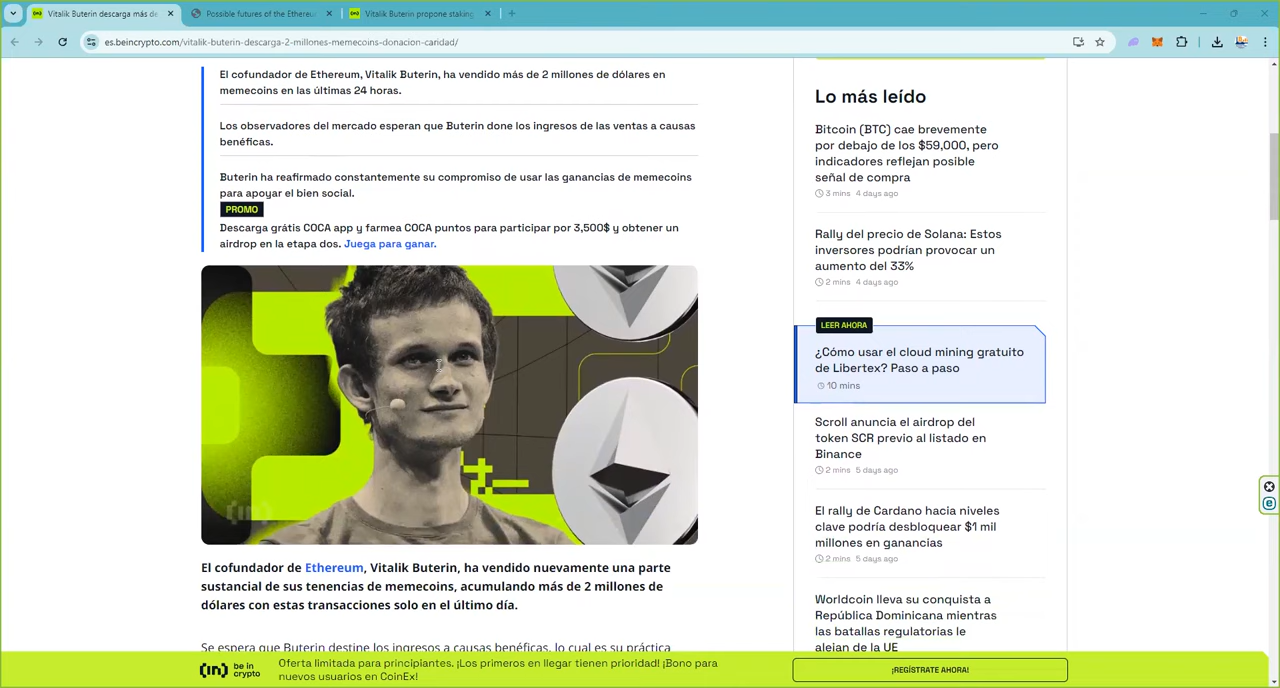 Vitalik Buterin descarga más de
Possible futures of the Ethereu
Vitalik Buterin propone staking
es.beincrypto.com/vitalik-buterin-descarga-2-millones-memecoins-donacion-caridad/
El cofundador de Ethereum, Vitalik Buterin, ha vendido más de 2 millones de dólares en
memecoins en las últimas 24 horas.
Los observadores del mercado esperan que Buterin done los ingresos de las ventas a causas
benéficas.
Buterin ha reafirmado constantemente su compromiso de usar las ganancias de memecoins
para apoyar el bien social.
PROMO
Descarga grátis COCA app y farmea COCA puntos para participar por 3,500$ y obtener un
airdrop en la etapa dos. Juega para ganar.
El cofundador de Ethereum, Vitalik Buterin, ha vendido nuevamente una parte
sustancial de sus tenencias de memecoins, acumulando más de 2 millones de
dólares con estas transacciones solo en el último día.
Se espera que Buterin destine los ingresos a causas benéficas, lo cual es su práctica
Lo más leído
Bitcoin (BTC) cae brevemente
por debajo de los $59,000, pero
indicadores reflejan posible
señal de compra
3 mins 4 days ago
Rally del precio de Solana: Estos
inversores podrían provocar un
aumento del 33%
2 mins 4 days ago
LEER AHORA
¿Cómo usar el cloud mining gratuito
de Libertex? Paso a paso
10 mins
Scroll anuncia el airdrop del
token SCR previo al listado en
Binance
2 mins 5 days ago
El rally de Cardano hacia niveles
clave podría desbloquear $1 mil
millones en ganancias
2 mins 5 days ago
Worldcoin lleva su conquista a
República Dominicana mientras
las batallas regulatorias le
alejan de la UE
(in) be in
crypto
Oferta limitada para principiantes. ¡Los primeros en llegar tienen prioridad! ¡Bono para
nuevos usuarios en CoinEx!
¡REGÍSTRATE AHORA!